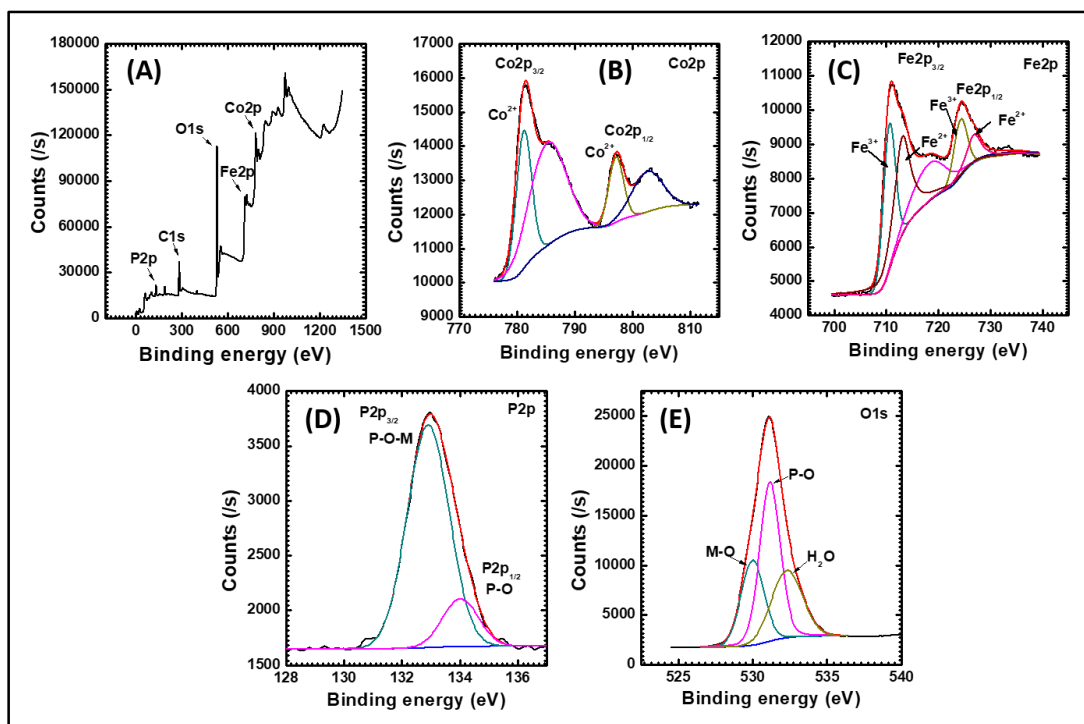 (A)
180000
150000
120000
90000
60000
30000
0
Counts (/s)
P2p
C1s
O1s
Fe2p
Co2p
0 300 600 900 1200 1500
Binding energy (eV)
(B)
Co2p
17000
16000
15000
14000
13000
12000
11000
10000
9000
Counts (/s)
Co2p3/2
Co2+
Co2p1/2
Co2+
770 780 790 800 810
Binding energy (eV)
(C)
Fe2p
12000
11000
10000
9000
8000
7000
6000
5000
4000
Counts (/s)
Fe2p3/2
Fe3+
Fe2p1/2
Fe2+
Fe3+
Fe2+
700 710 720 730 740
Binding energy (eV)
(D)
P2p
4000
3500
3000
2500
2000
1500
Counts (/s)
P2p3/2
P-O-M
P2p1/2
P-O
128 130 132 134 136
Binding energy (eV)
(E)
O1s
25000
20000
15000
10000
5000
0
Counts (/s)
P-O
M-O
H2O
525 530 535 540
Binding energy (eV)